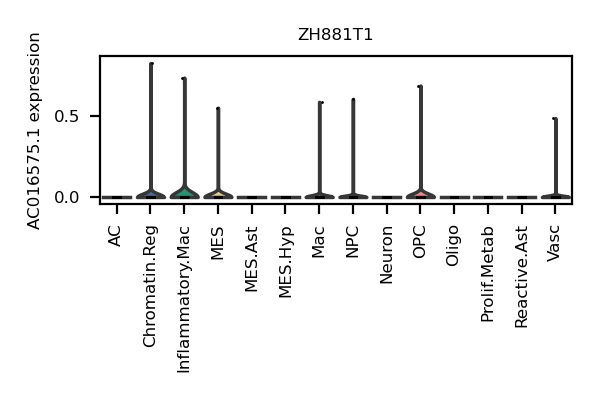 ZH881T1
AC016575.1 expression
0.5
0.0
AC
Chromatin.Reg
Inflammatory.Mac
MES
MES.Ast
MES.Hyp
Mac
NPC
Neuron
OPC
Oligo
Prolif.Metab
Reactive.Ast
Vasc